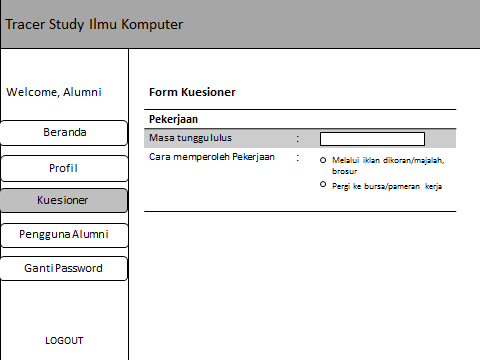 Tracer Study Ilmu Komputer
Welcome, Alumni
Beranda
Profil
Kuesioner
Pengguna Alumni
Ganti Password
LOGOUT
Form Kuesioner
Pekerjaan
Masa tunggu lulus :
Cara memperoleh Pekerjaan :
Melalui iklan dikoran/majalah,
brosur
Pergi ke bursa/pameran kerja